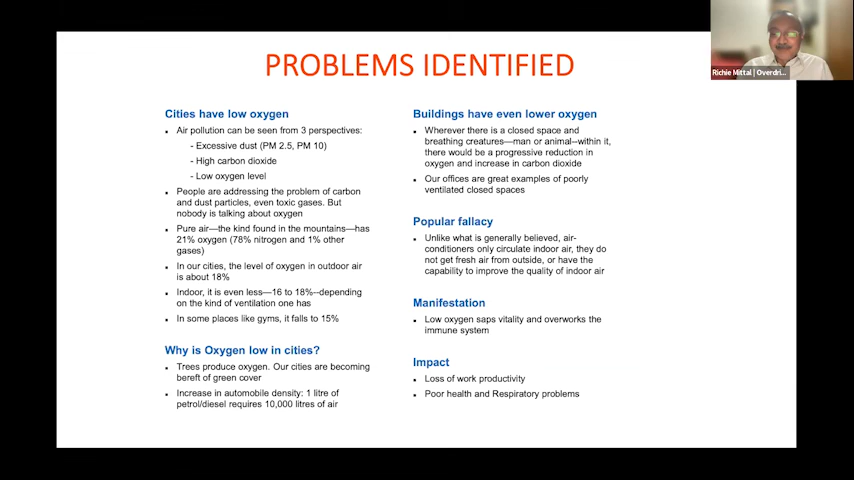 PROBLEMS IDENTIFIED
Cities have low oxygen
▪ Air pollution can be seen from 3 perspectives:
- Excessive dust (PM 2.5, PM 10)
- High carbon dioxide
- Low oxygen level
▪ People are addressing the problem of carbon
and dust particles, even toxic gases. But
nobody is talking about oxygen
▪ Pure air—the kind found in the mountains—has
21% oxygen (78% nitrogen and 1% other
gases)
▪ In our cities, the level of oxygen in outdoor air
is about 18%
▪ Indoor, it is even less—16 to 18%--depending
on the kind of ventilation one has
▪ In some places like gyms, it falls to 15%
Why is Oxygen low in cities?
▪ Trees produce oxygen. Our cities are becoming
bereft of green cover
▪ Increase in automobile density: 1 litre of
petrol/diesel requires 10,000 litres of air
Buildings have even lower oxygen
▪ Wherever there is a closed space and
breathing creatures—man or animal--within it,
there would be a progressive reduction in
oxygen and increase in carbon dioxide
▪ Our offices are great examples of poorly
ventilated closed spaces
Popular fallacy
▪ Unlike what is generally believed, air-
conditioners only circulate indoor air, they do
not get fresh air from outside, or have the
capability to improve the quality of indoor air
Manifestation
▪ Low oxygen saps vitality and overworks the
immune system
Impact
▪ Loss of work productivity
▪ Poor health and Respiratory problems
Richie Mittal | Overdri...